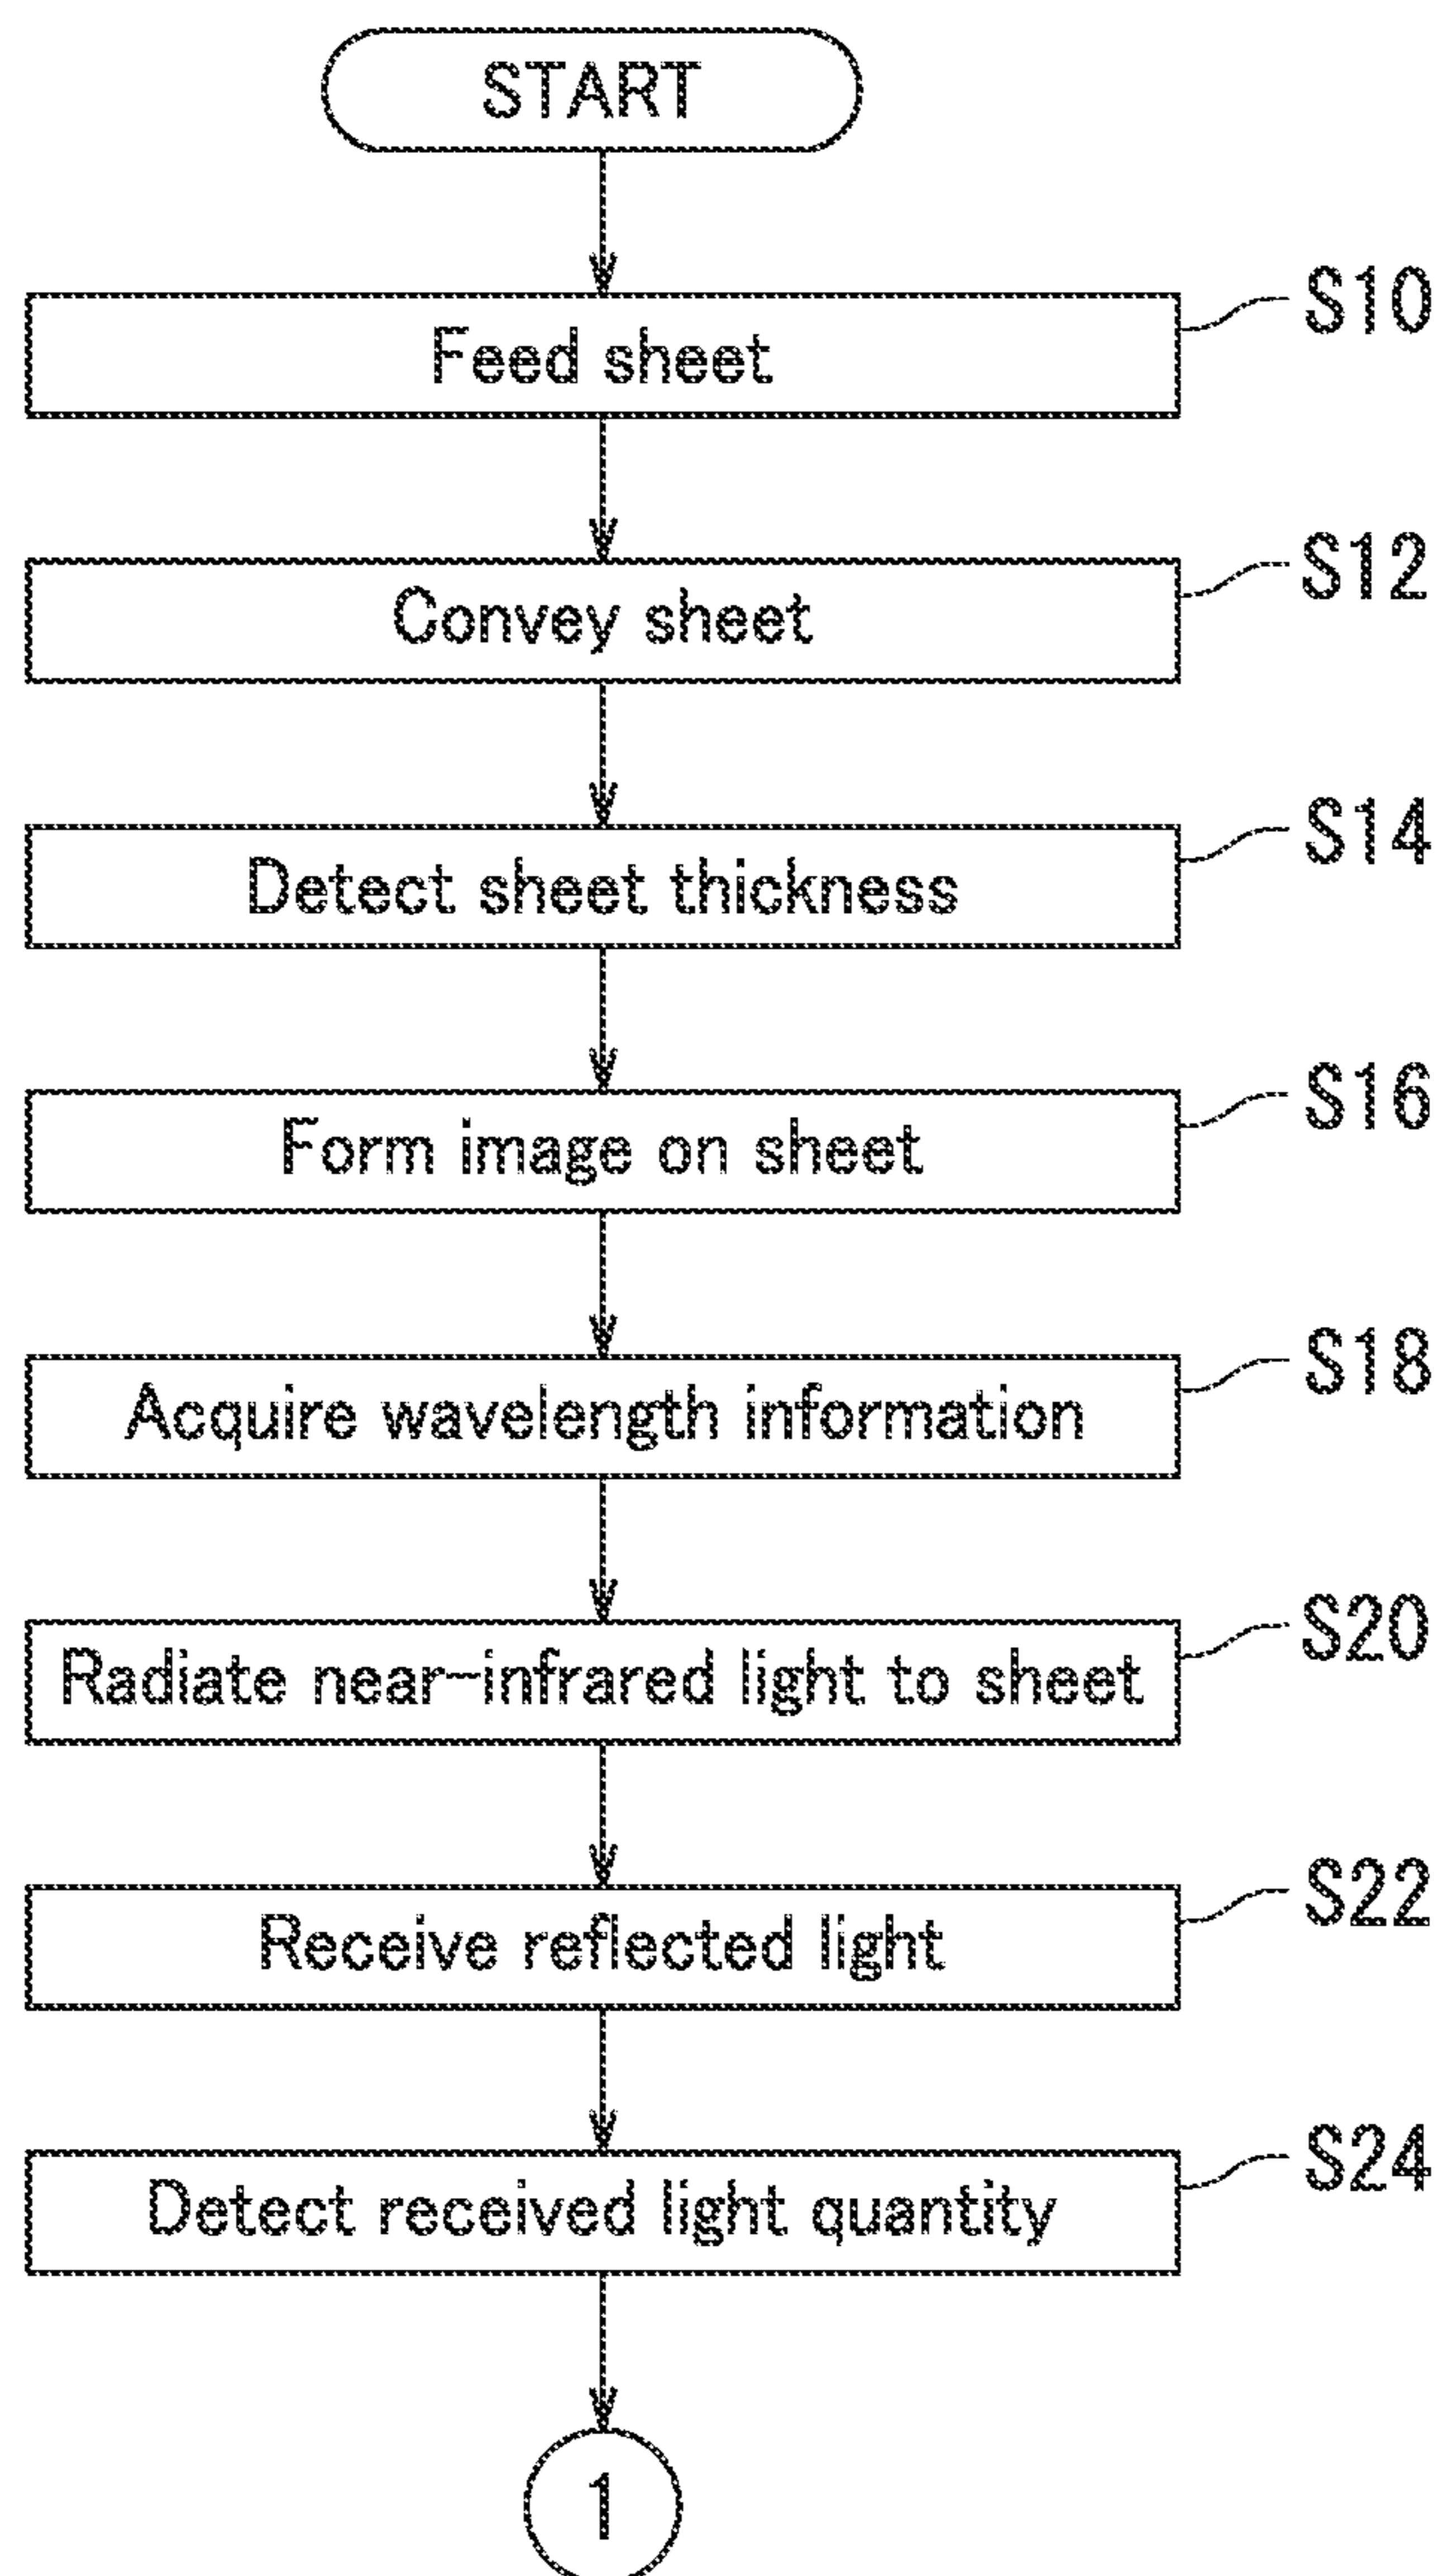 START
Feed sheet
S10
Convey sheet
S12
Detect sheet thickness
S14
Form image on sheet
S16
Acquire wavelength information
S18
Radiate near-infrared light to sheet
S20
Receive reflected light
S22
Detect received light quantity
S24
1